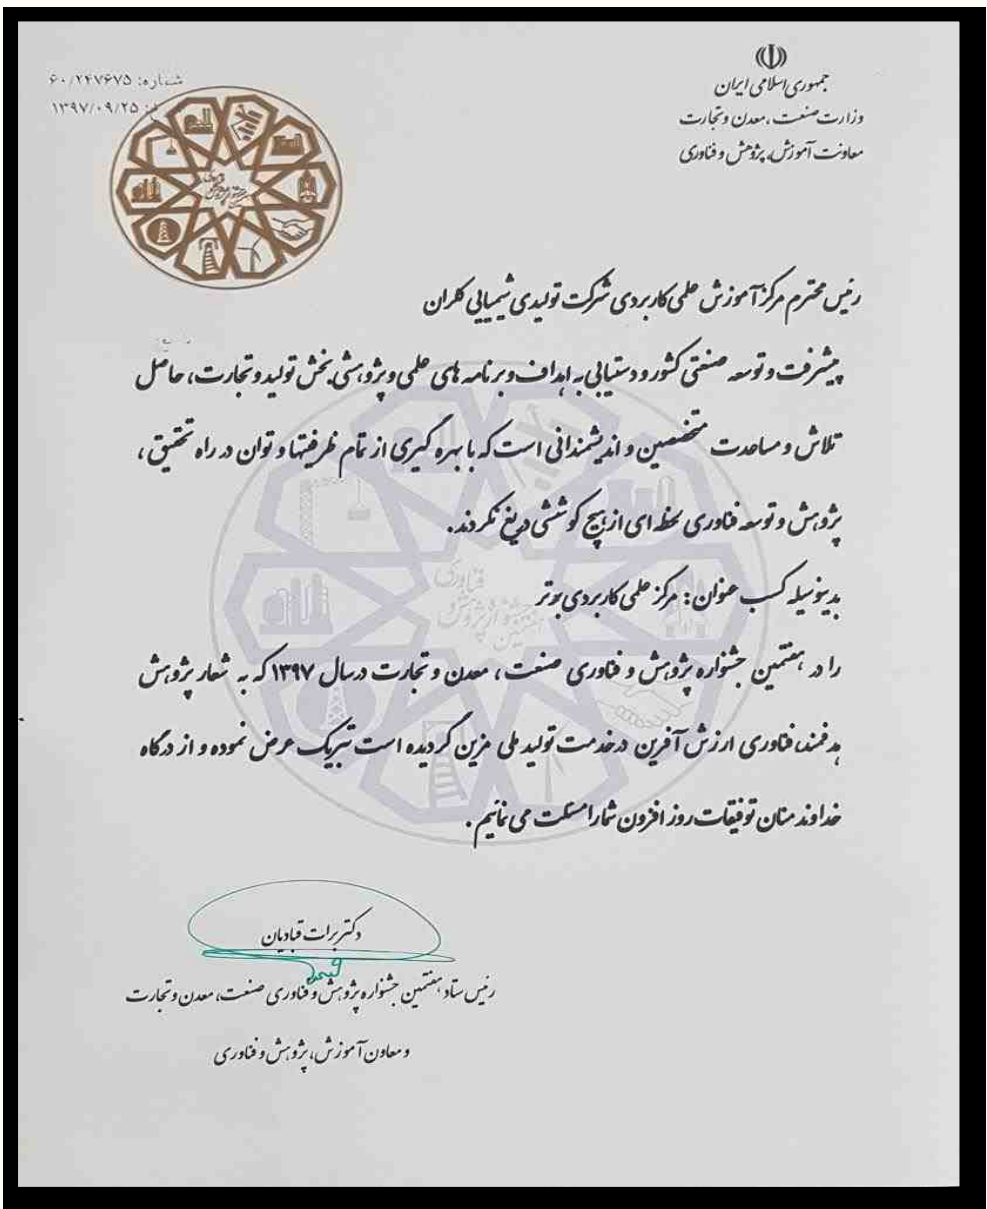 جمهوری اسلامی ایران
وزارت صنعت، معدن و تجارت
معاونت آموزش، پژوهش و فناوری
شماره: ۶۰/۲۴۷۶۷۵
۱۳۹۷/۰۹/۲۵
رئیس محترم مرکز آموزش علمی کاربردی شرکت تولیدی شیمیایی کلران
پیشرفت و توسعه صنعتی کشور و دستیابی به اهداف و برنامه های علمی و پژوهشی بخش تولید و تجارت، حاصل
تلاش و مساعدت متخصصین و اندیشمندانی است که با بهره گیری از تمام ظرفیتها و توان در راه تحقیق،
پژوهش و توسعه فناوری لحظه ای از هیچ کوششی دریغ نکردند.
بدینوسیله کسب عنوان: مرکز علمی کاربردی برتر
را در هفتمین جشنواره پژوهش و فناوری صنعت، معدن و تجارت در سال ۱۳۹۷ که به شعار پژوهش
هدفمند، فناوری ارزش آفرین در خدمت تولید ملی مزین گردیده است تبریک عرض نموده و از درگاه
خداوند منان توفیقات روز افزون شما را مسئلت می نمائیم.
دکتر برات قبادیان
رئیس ستاد هفتمین جشنواره پژوهش و فناوری صنعت، معدن و تجارت
و معاون آموزش، پژوهش و فناوری